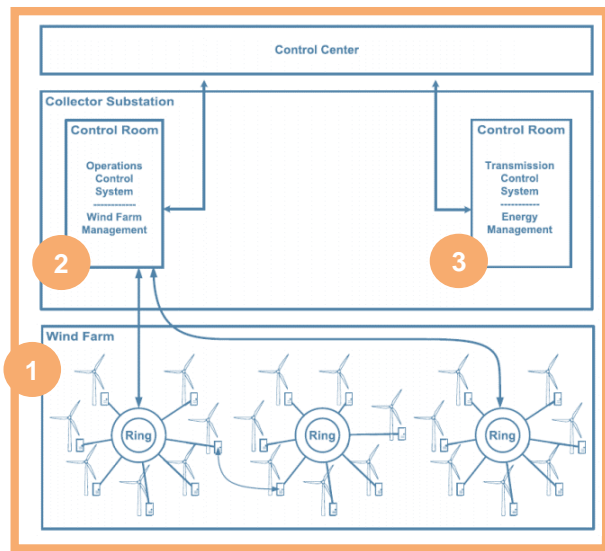 Control Center
Collector Substation
Control Room
Operations
Control
System
------------
Wind Farm
Management
2
Control Room
Transmission
Control
System
-----------
Energy
Management
3
Wind Farm
1
Ring
Ring
Ring